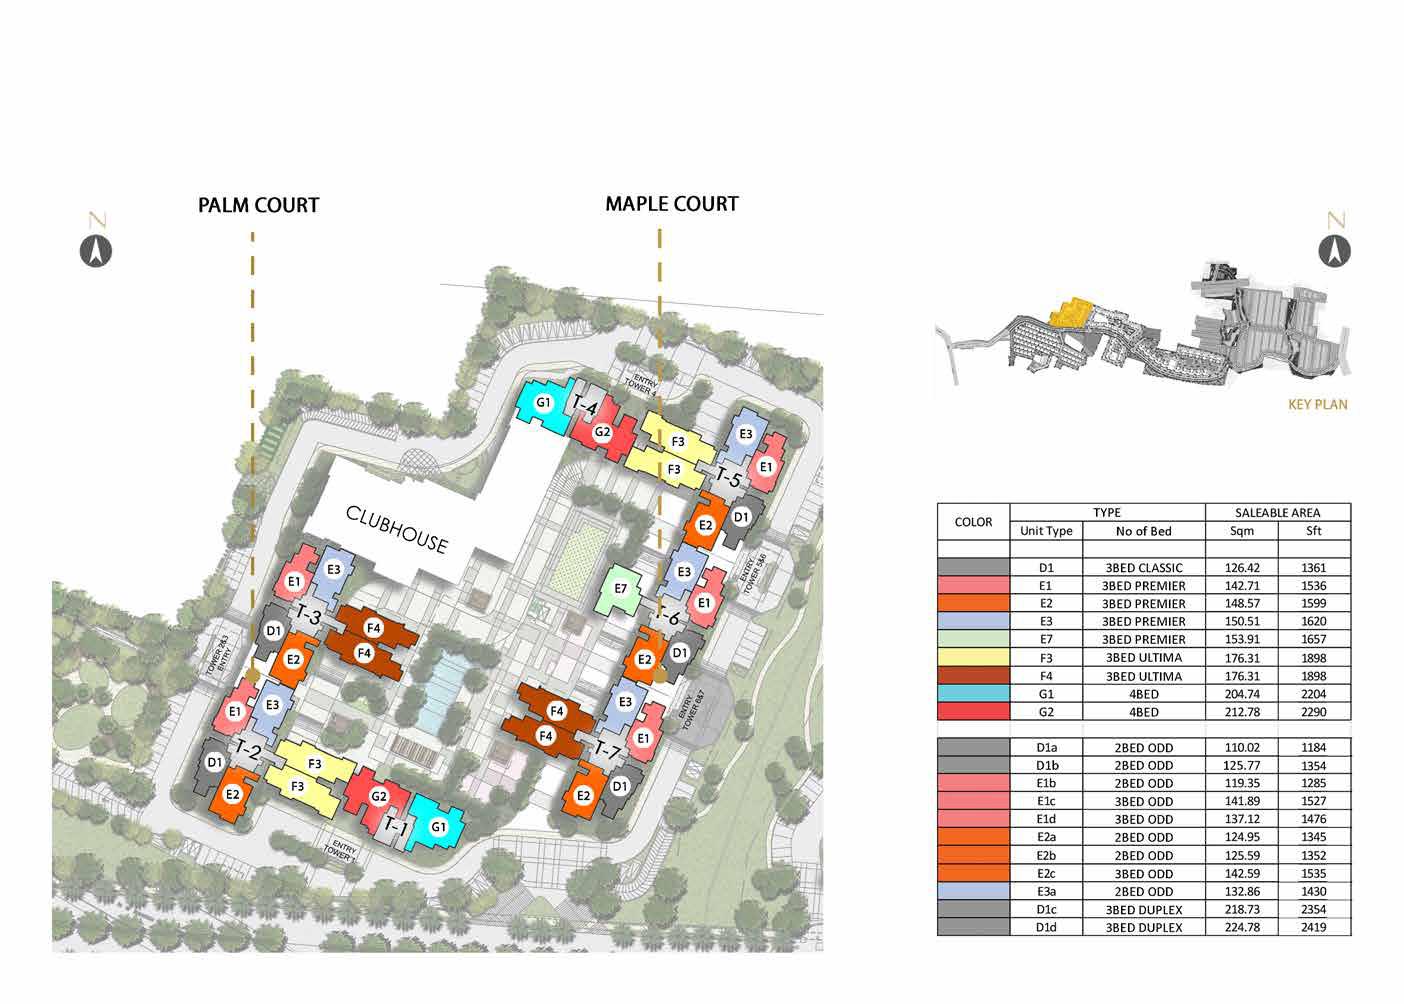 PALM COURT
MAPLE COURT
N
N
ENTRY
TOWER 4
G1
T-4
G2
F3
F3
E3
E1
T-5
E2
D1
CLUBHOUSE
ENTRY
TOWER 5&6
E3
E1
E7
T-6
E2
D1
E1
E3
T-3
D1
E2
F4
F4
TOWER 2&3
ENTRY
ENTRY
TOWER 6&7
E1
E3
T-2
D1
E2
F3
F3
F4
F4
E3
E1
T-7
E2
D1
G2
T-1
G1
ENTRY
TOWER 1
KEY PLAN
COLOR TYPE SALEABLE AREA
Unit Type No of Bed Sqm Sft
D1 3BED CLASSIC 126.42 1361
E1 3BED PREMIER 142.71 1536
E2 3BED PREMIER 148.57 1599
E3 3BED PREMIER 150.51 1620
E7 3BED PREMIER 153.91 1657
F3 3BED ULTIMA 176.31 1898
F4 3BED ULTIMA 176.31 1898
G1 4BED 204.74 2204
G2 4BED 212.78 2290
D1a 2BED ODD 110.02 1184
D1b 2BED ODD 125.77 1354
E1b 2BED ODD 119.35 1285
E1c 3BED ODD 141.89 1527
E1d 3BED ODD 137.12 1476
E2a 2BED ODD 124.95 1345
E2b 2BED ODD 125.59 1352
E2c 3BED ODD 142.59 1535
E3a 2BED ODD 132.86 1430
D1c 3BED DUPLEX 218.73 2354
D1d 3BED DUPLEX 224.78 2419